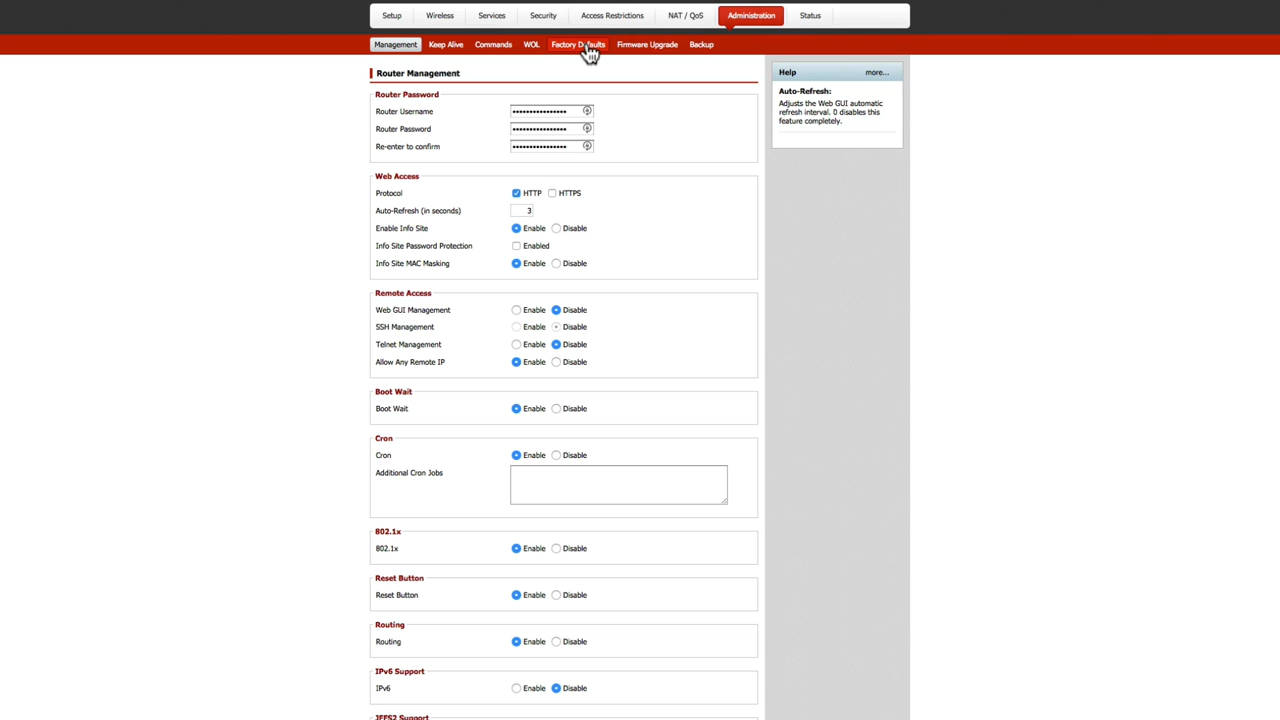 Setup Wireless Services Security Access Restrictions NAT / QoS Administration Status
Management Keep Alive Commands WOL Factory Defaults Firmware Upgrade Backup
Router Management
Router Password
Router Username ••••••••••••••••
Router Password ••••••••••••••••
Re-enter to confirm ••••••••••••••••
Web Access
Protocol HTTP HTTPS
Auto-Refresh (in seconds) 3
Enable Info Site Enable Disable
Info Site Password Protection Enabled
Info Site MAC Masking Enable Disable
Remote Access
Web GUI Management Enable Disable
SSH Management Enable Disable
Telnet Management Enable Disable
Allow Any Remote IP Enable Disable
Boot Wait
Boot Wait Enable Disable
Cron
Cron Enable Disable
Additional Cron Jobs
802.1x
802.1x Enable Disable
Reset Button
Reset Button Enable Disable
Routing
Routing Enable Disable
IPv6 Support
IPv6 Enable Disable
JFFS2 Support
Help more...
Auto-Refresh:
Adjusts the Web GUI automatic
refresh interval. 0 disables this
feature completely.